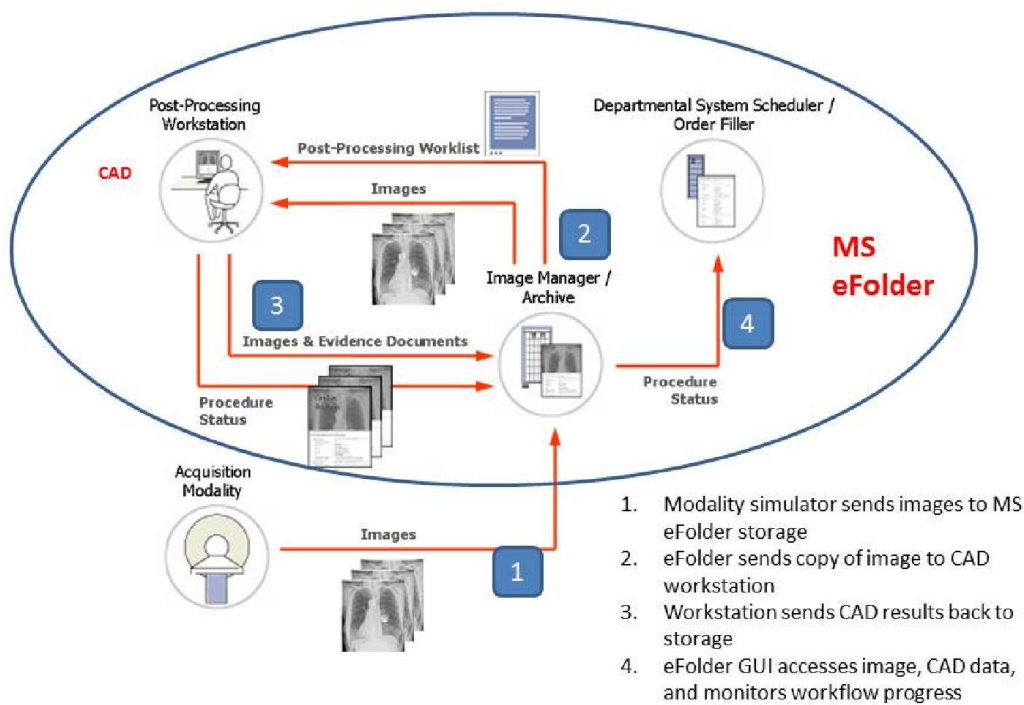 Post-Processing
Workstation
CAD
Post-Processing Worklist
Images
Departmental System Scheduler /
Order Filler
2
MS
eFolder
Image Manager /
Archive
3
4
Images & Evidence Documents
Procedure
Status
Procedure
Status
Acquisition
Modality
Images
1
1. Modality simulator sends images to MS
eFolder storage
2. eFolder sends copy of image to CAD
workstation
3. Workstation sends CAD results back to
storage
4. eFolder GUI accesses image, CAD data,
and monitors workflow progress